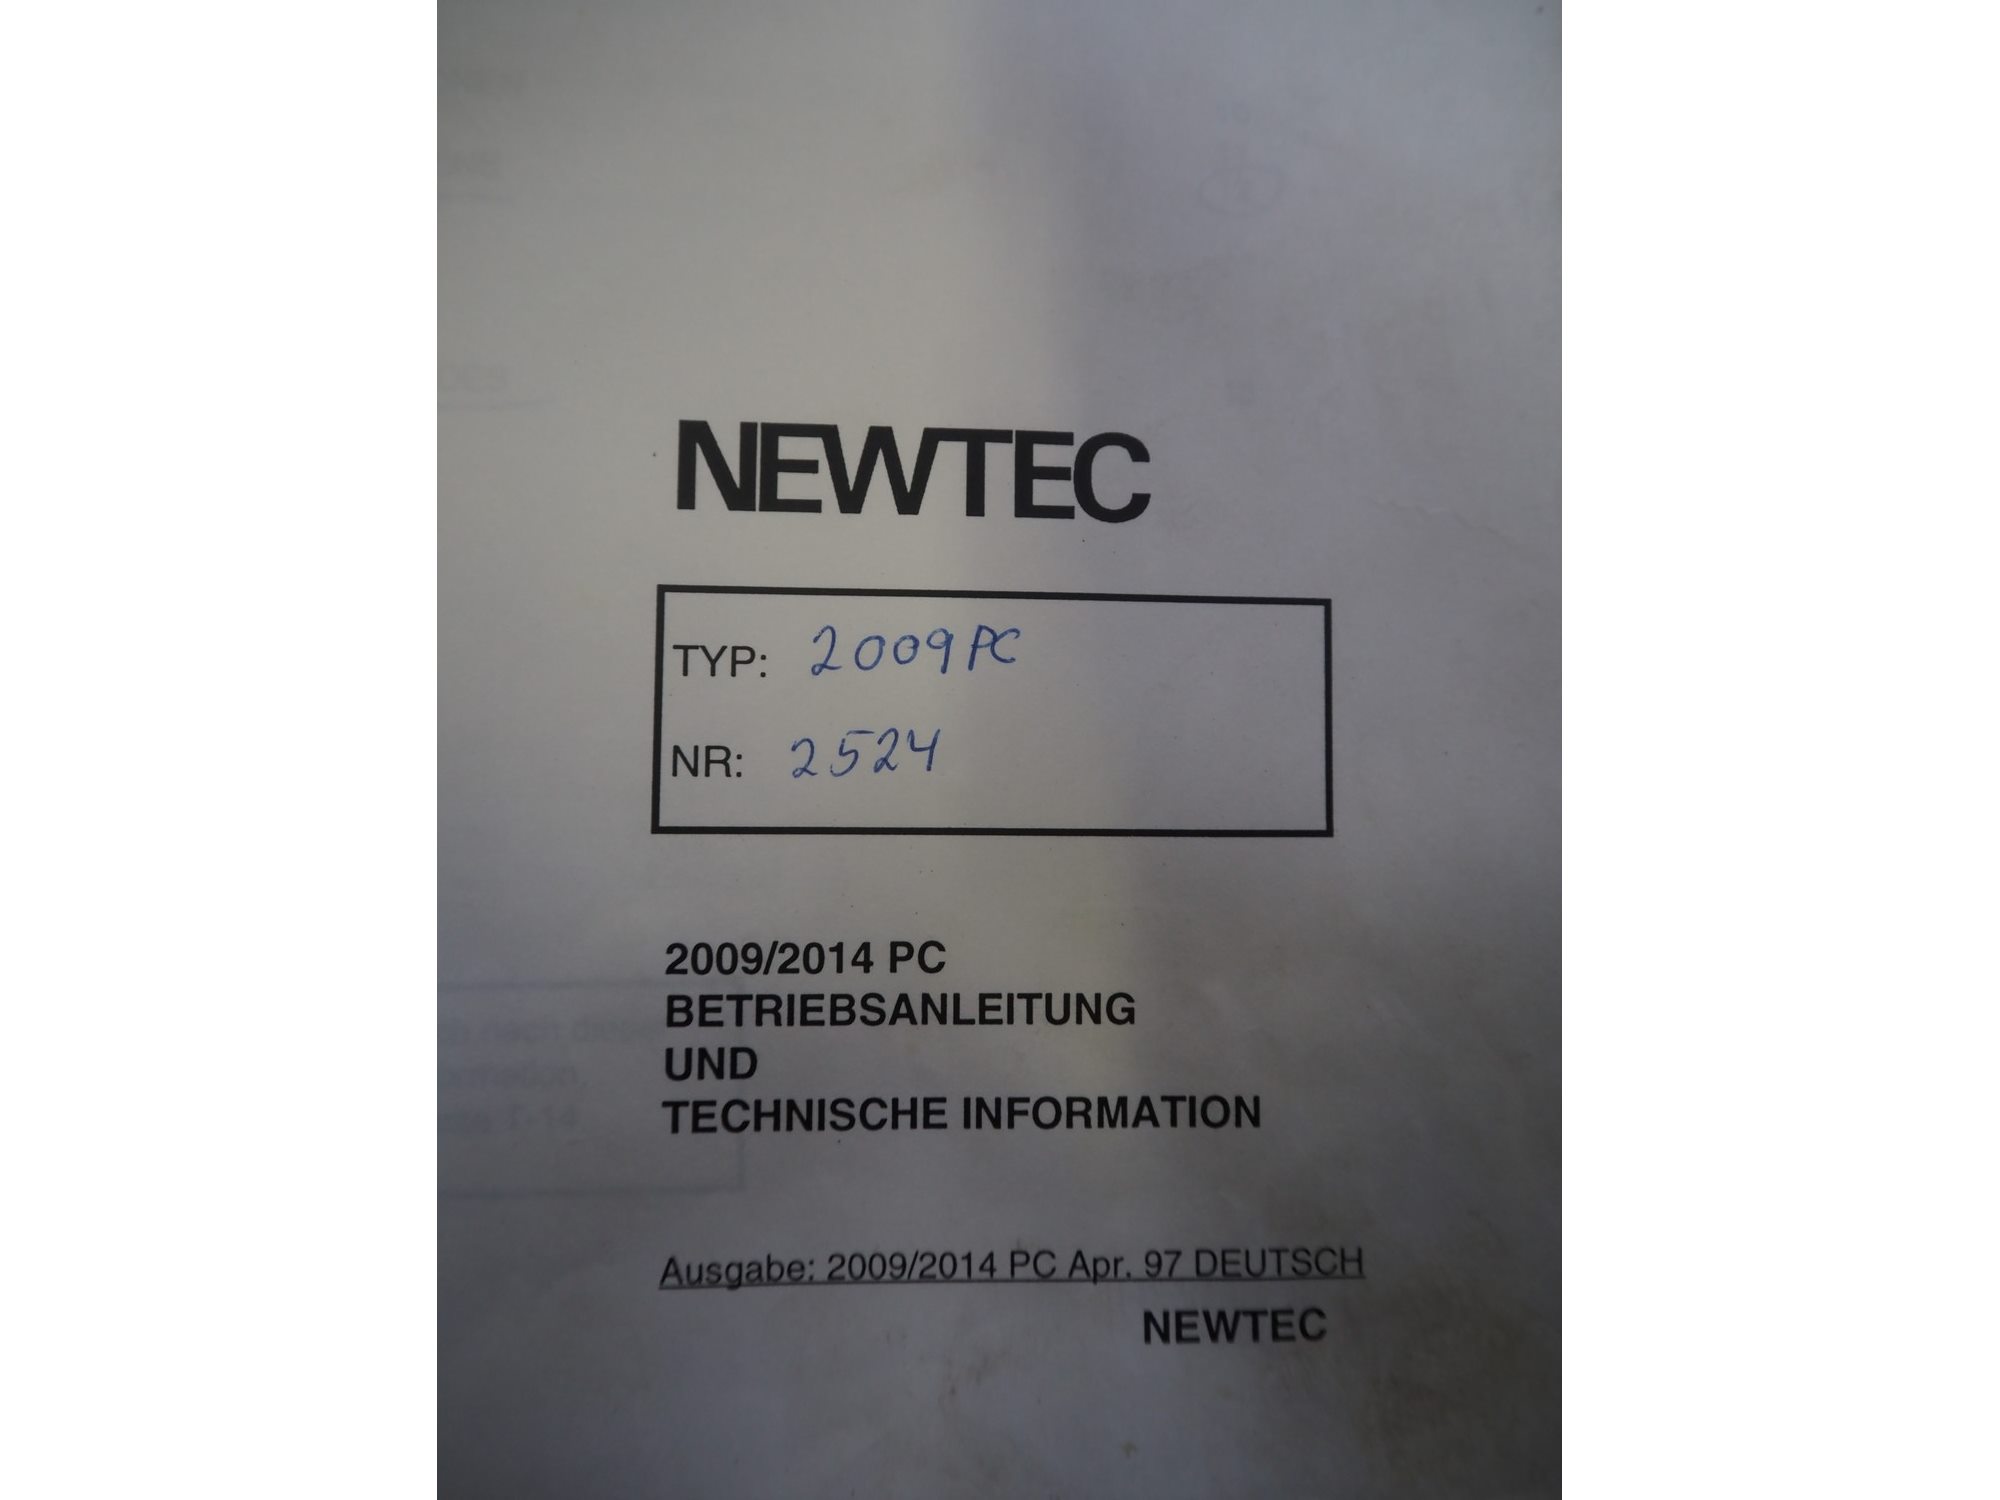 NEWTEC
TYP: 2009PC
NR: 2524
2009/2014 PC
BETRIEBSANLEITUNG
UND
TECHNISCHE INFORMATION
Ausgabe: 2009/2014 PC Apr. 97 DEUTSCH
NEWTEC